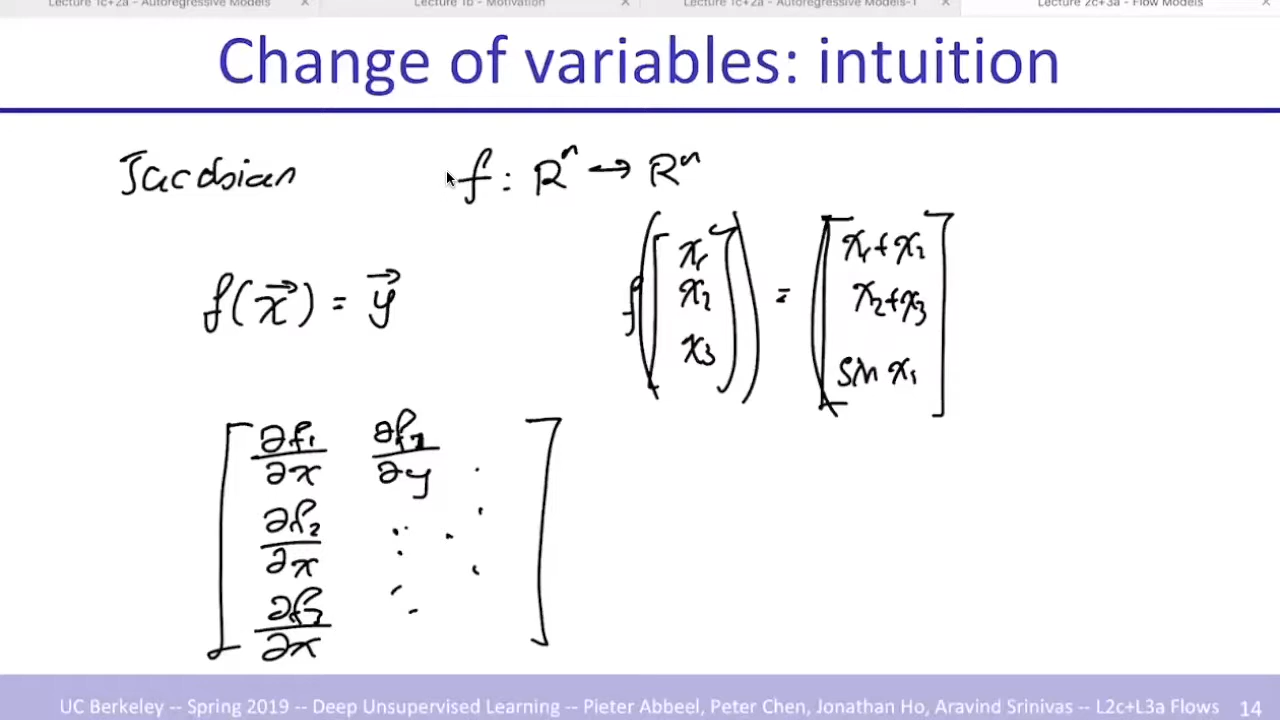 Lecture 1c+2a - Autoregressive Models × Lecture 1b - Motivation × Lecture 1c+2a - Autoregressive Models-1 × Lecture 2c+3a - Flow Models ×
Change of variables: intuition
Jacobian f : Rⁿ → Rⁿ
f(x⃗) = y⃗
f([x₁
x₂
x₃]) = ([x₁+x₂
x₂+x₃
sin x₁]
[∂f₁/∂x ∂f₁/∂y
∂f₂/∂x
∂f₃/∂x]
UC Berkeley -- Spring 2019 -- Deep Unsupervised Learning -- Pieter Abbeel, Peter Chen, Jonathan Ho, Aravind Srinivas -- L2c+L3a Flows 14